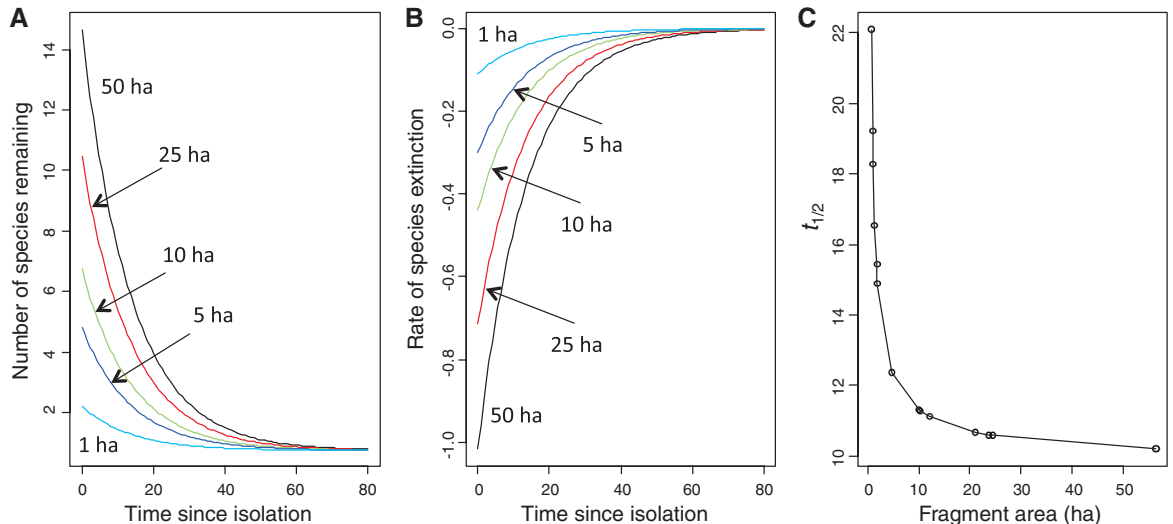 A
Number of species remaining
14
12
10
8
6
4
2
50 ha
25 ha
10 ha
5 ha
1 ha
0 20 40 60 80
Time since isolation
B
Rate of species extinction
0.0
-0.2
-0.4
-0.6
-0.8
-1.0
1 ha
5 ha
10 ha
25 ha
50 ha
0 20 40 60 80
Time since isolation
C
t1/2
22
20
18
16
14
12
10
0 10 20 30 40 50
Fragment area (ha)